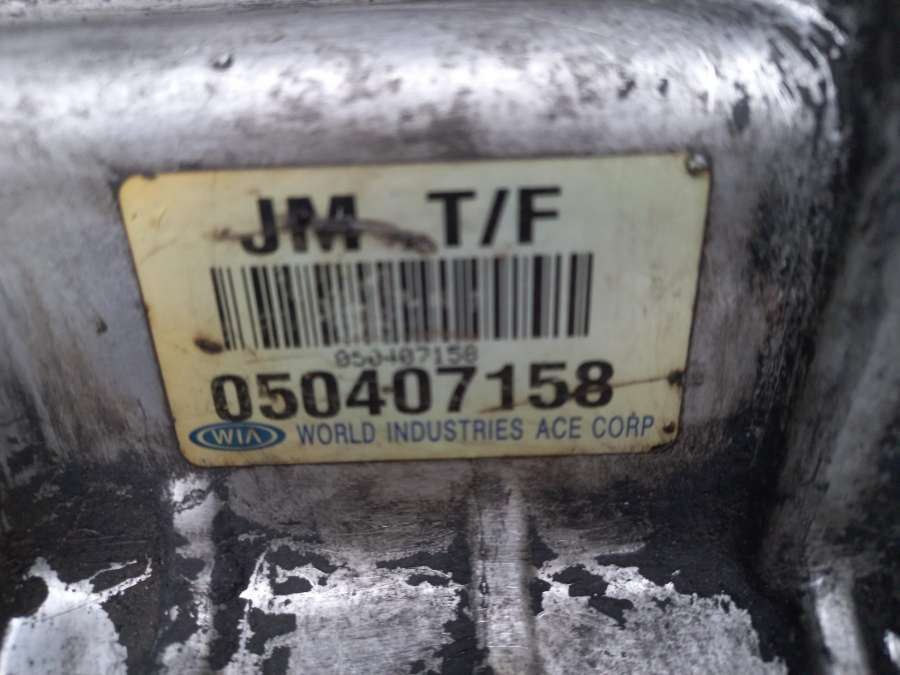 JM T/F
050407158
050407158
WIA WORLD INDUSTRIES ACE CORP